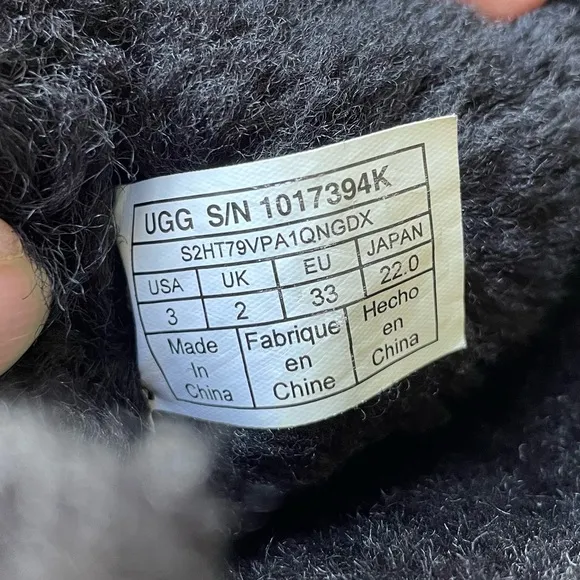 UGG S/N 1017394K
S2HT79VPA1QNGDX
USA UK EU JAPAN
3 2 33 22.0
Made
In
China
Fabriqué
en
Chine
Hecho
en
China